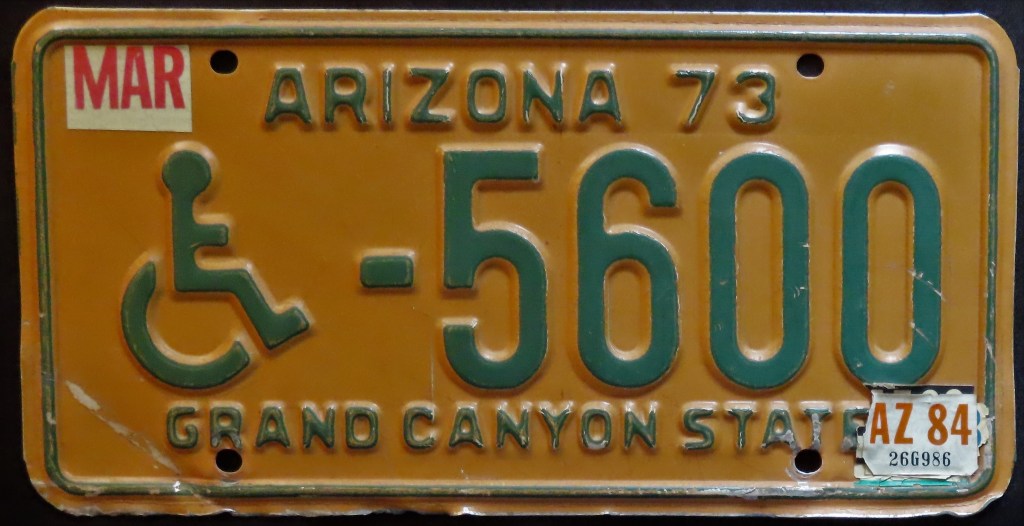 MAR
ARIZONA 73
-5600
GRAND CANYON STATE
AZ 84
266986